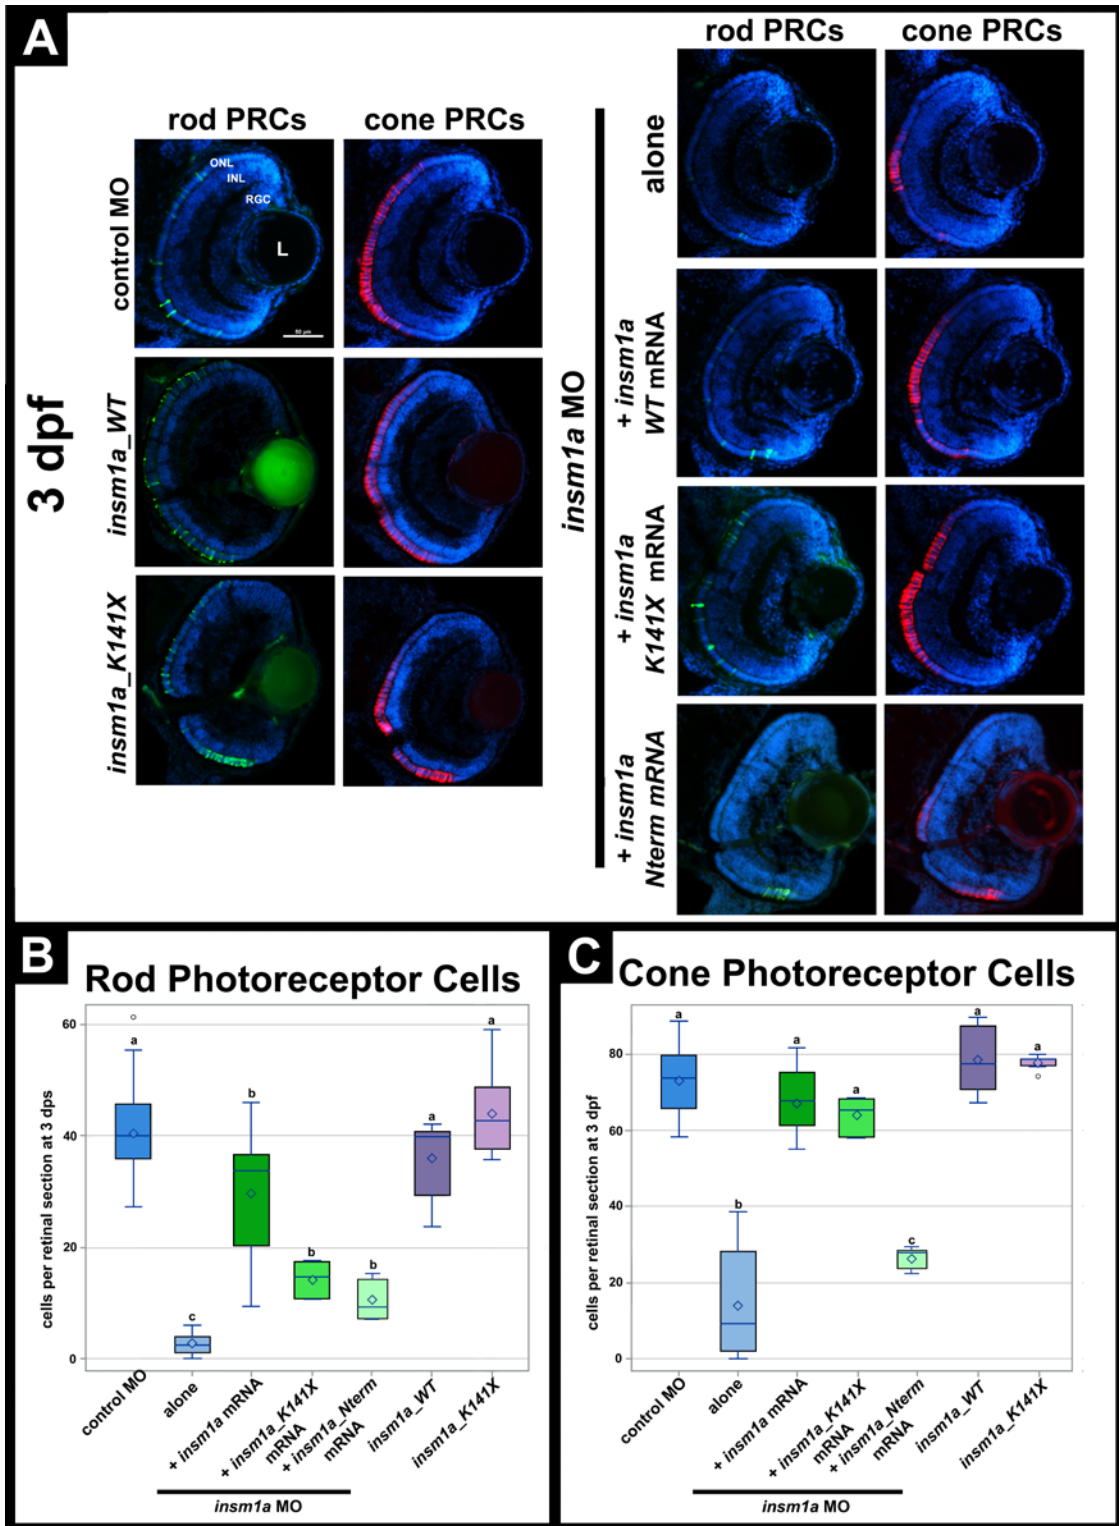 A
rod PRCs
cone PRCs
control MO
ONL
INL
RGC
L
50 µm
3 dpf
insm1a_WT
insm1a_K141X
rod PRCs
cone PRCs
insm1a MO
alone
+ insm1a
WT mRNA
+ insm1a
K141X mRNA
+ insm1a
Nterm mRNA
B
Rod Photoreceptor Cells
cells per retinal section at 3 dps
60
40
20
0
a
c
b
b
b
a
a
control MO
alone
+ insm1a mRNA
+ insm1a_K141X
mRNA
+ insm1a_Nterm
mRNA
insm1a_WT
insm1a_K141X
insm1a MO
C
Cone Photoreceptor Cells
cells per retinal section at 3 dpf
80
60
40
20
0
a
b
a
a
c
a
a
control MO
alone
+ insm1a mRNA
+ insm1a_K141X
mRNA
+ insm1a_Nterm
mRNA
insm1a_WT
insm1a_K141X
insm1a MO